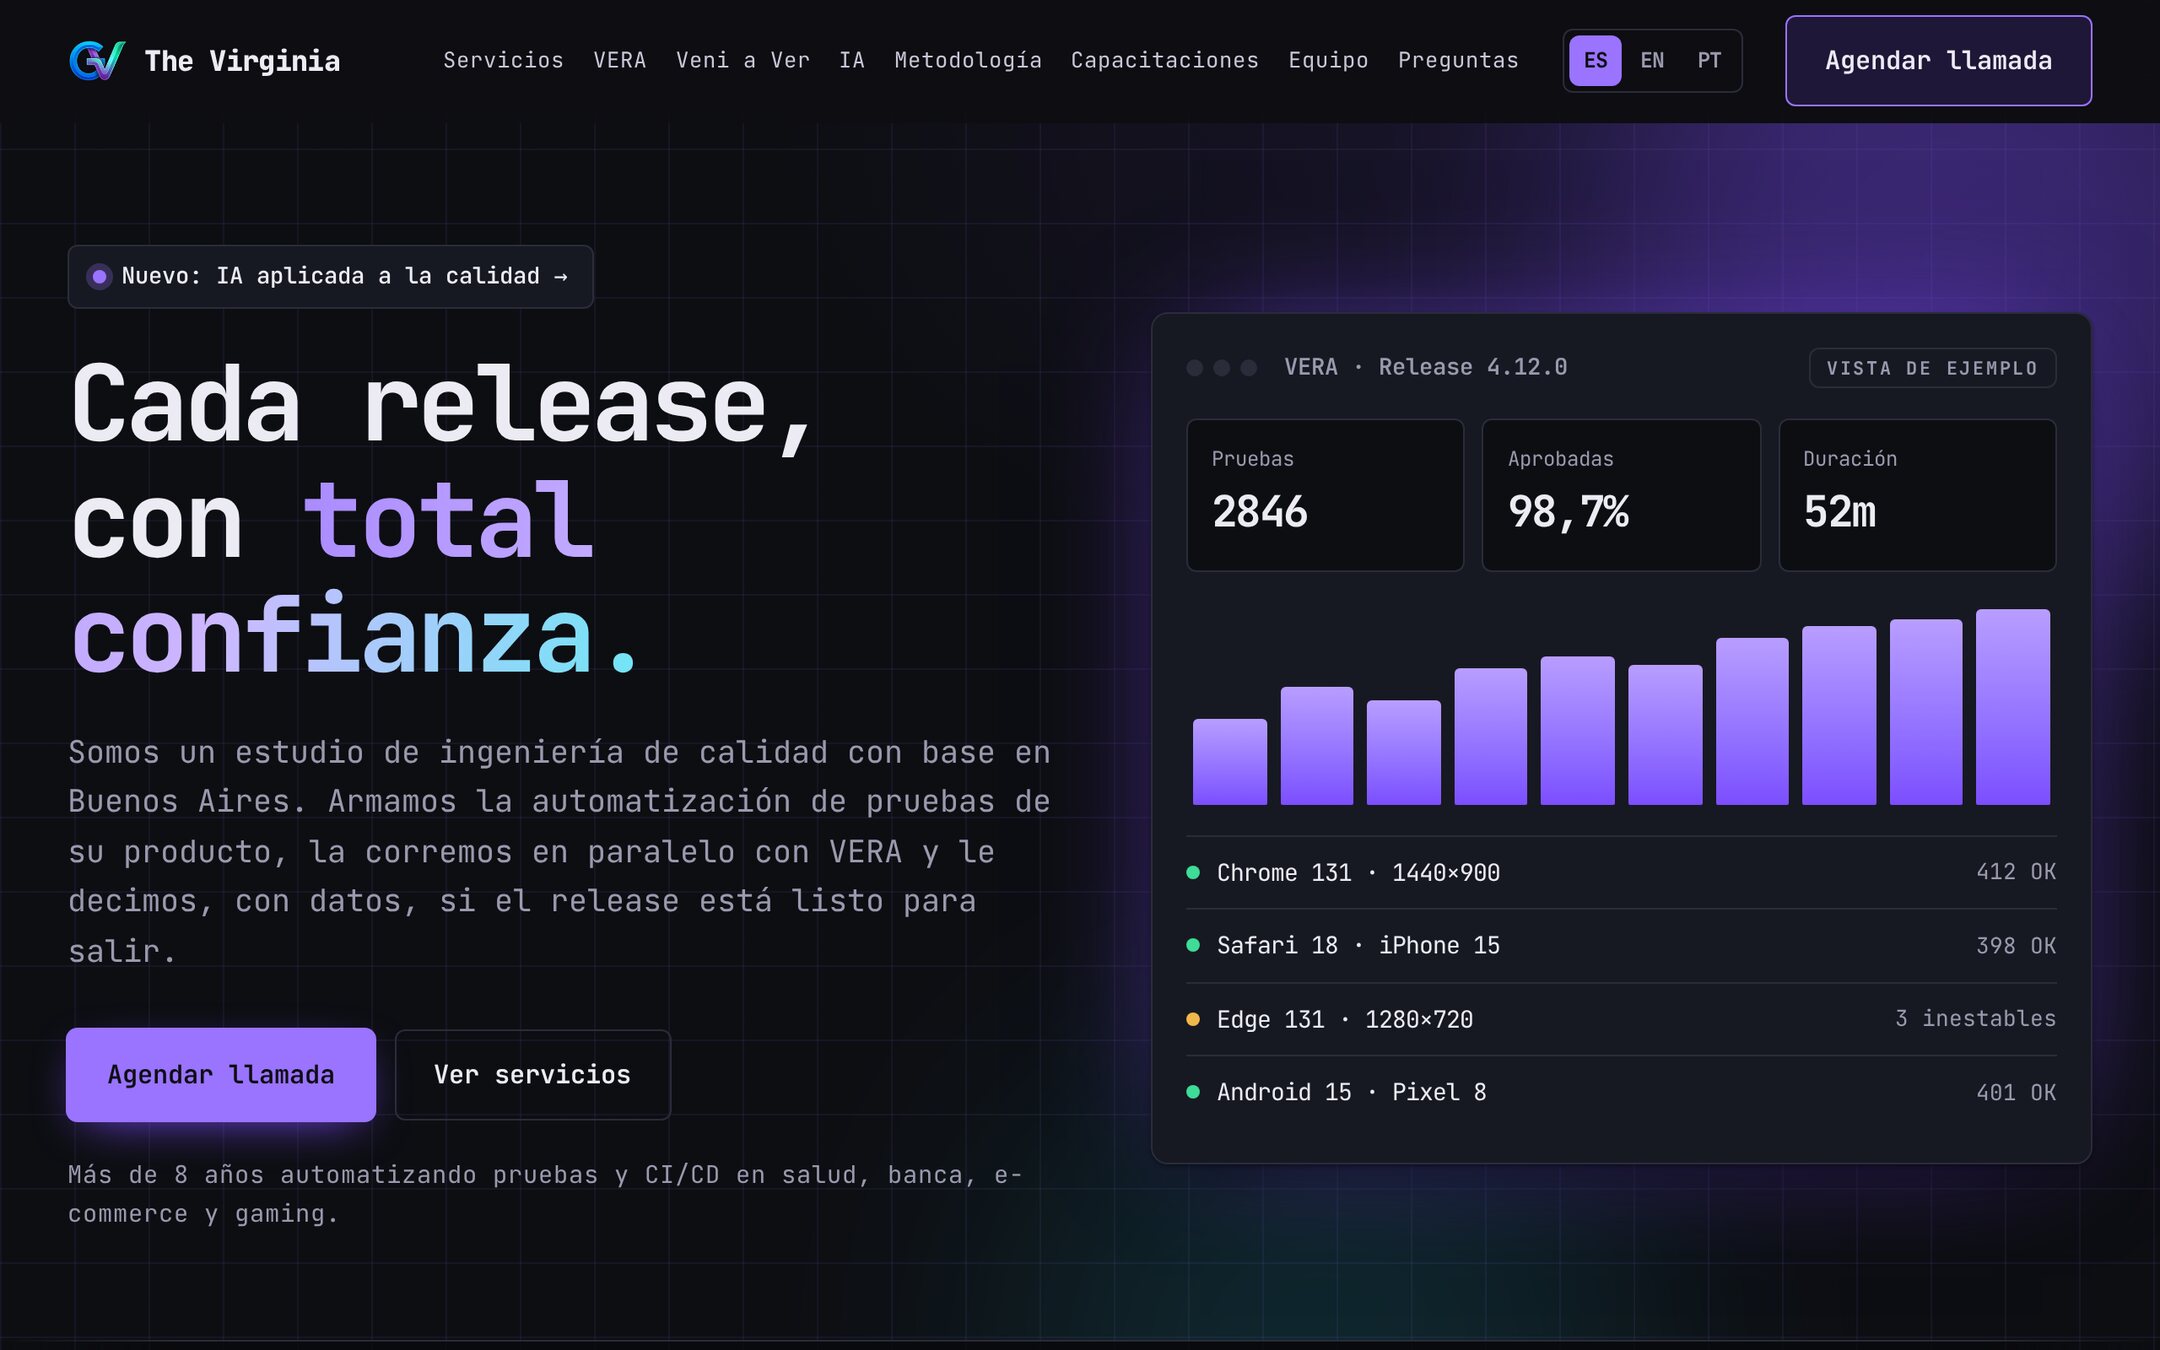 The Virginia
Servicios VERA Veni a Ver IA Metodología Capacitaciones Equipo Preguntas
ES EN PT
Agendar llamada
Nuevo: IA aplicada a la calidad →
Cada release,
con total
confianza.
Somos un estudio de ingeniería de calidad con base en
Buenos Aires. Armamos la automatización de pruebas de
su producto, la corremos en paralelo con VERA y le
decimos, con datos, si el release está listo para
salir.
Agendar llamada
Ver servicios
Más de 8 años automatizando pruebas y CI/CD en salud, banca, e-
commerce y gaming.
VERA · Release 4.12.0
VISTA DE EJEMPLO
Pruebas
2846
Aprobadas
98,7%
Duración
52m
Chrome 131 · 1440×900 412 OK
Safari 18 · iPhone 15 398 OK
Edge 131 · 1280×720 3 inestables
Android 15 · Pixel 8 401 OK